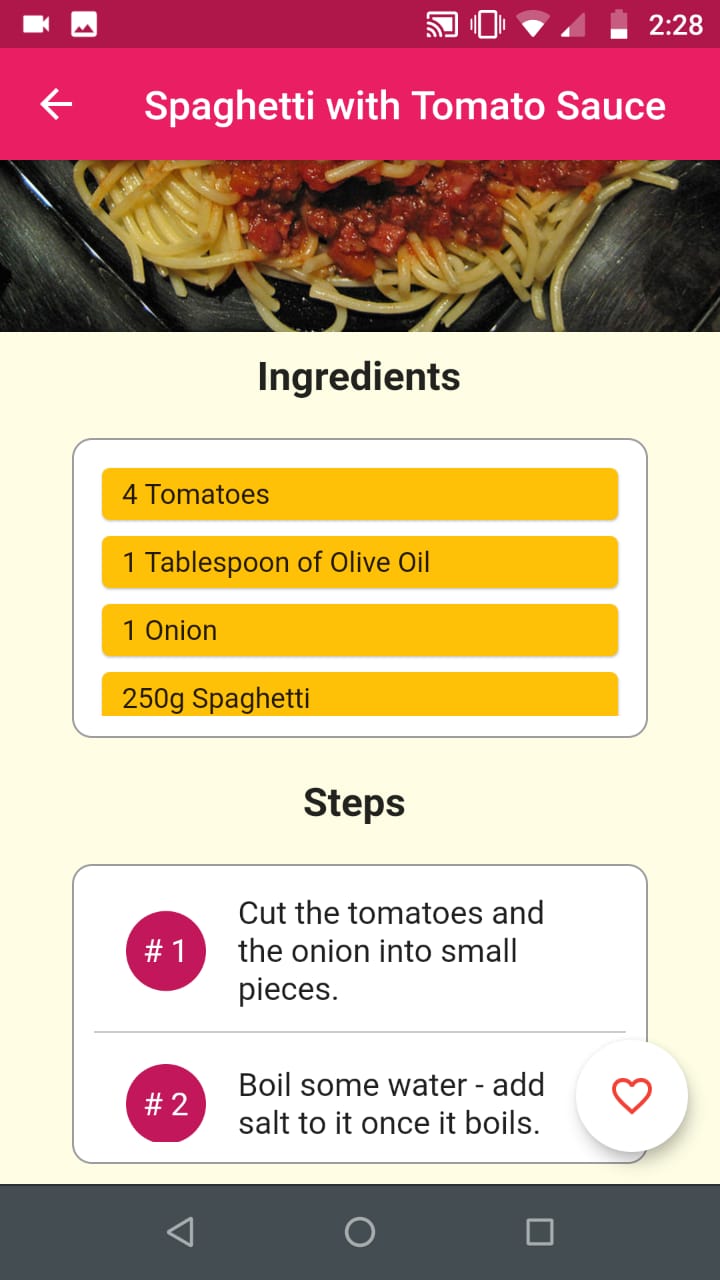 2:28
Spaghetti with Tomato Sauce
Ingredients
4 Tomatoes
1 Tablespoon of Olive Oil
1 Onion
250g Spaghetti
Steps
# 1
Cut the tomatoes and
the onion into small
pieces.
# 2
Boil some water - add
salt to it once it boils.